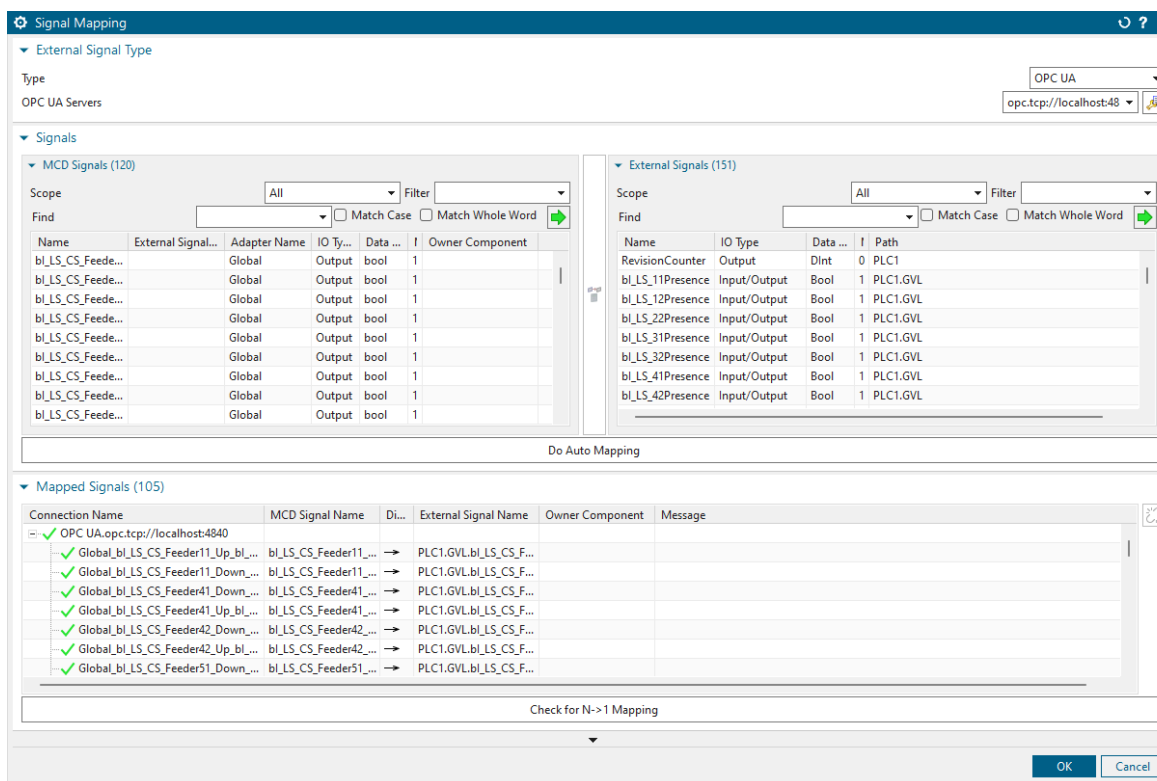 Signal Mapping
External Signal Type
Type OPC UA
OPC UA Servers opc.tcp://localhost:48
Signals
MCD Signals (120)
Scope All Filter
Find Match Case Match Whole Word
Name External Signal... Adapter Name IO Ty... Data ... Owner Component
bl_LS_CS_Feede... Global Output bool 1
bl_LS_CS_Feede... Global Output bool 1
bl_LS_CS_Feede... Global Output bool 1
bl_LS_CS_Feede... Global Output bool 1
bl_LS_CS_Feede... Global Output bool 1
bl_LS_CS_Feede... Global Output bool 1
bl_LS_CS_Feede... Global Output bool 1
bl_LS_CS_Feede... Global Output bool 1
bl_LS_CS_Feede... Global Output bool 1
External Signals (151)
Scope All Filter
Find Match Case Match Whole Word
Name IO Type Data ... Path
RevisionCounter Output DInt 0 PLC1
bl_LS_11Presence Input/Output Bool 1 PLC1.GVL
bl_LS_12Presence Input/Output Bool 1 PLC1.GVL
bl_LS_22Presence Input/Output Bool 1 PLC1.GVL
bl_LS_31Presence Input/Output Bool 1 PLC1.GVL
bl_LS_32Presence Input/Output Bool 1 PLC1.GVL
bl_LS_41Presence Input/Output Bool 1 PLC1.GVL
bl_LS_42Presence Input/Output Bool 1 PLC1.GVL
Do Auto Mapping
Mapped Signals (105)
Connection Name MCD Signal Name Di... External Signal Name Owner Component Message
OPC UA.opc.tcp://localhost:4840
Global_bl_LS_CS_Feeder11_Up_bl_... bl_LS_CS_Feeder11_... → PLC1.GVL.bl_LS_CS_F...
Global_bl_LS_CS_Feeder11_Down_... bl_LS_CS_Feeder11_... → PLC1.GVL.bl_LS_CS_F...
Global_bl_LS_CS_Feeder41_Down_... bl_LS_CS_Feeder41_... → PLC1.GVL.bl_LS_CS_F...
Global_bl_LS_CS_Feeder41_Up_bl_... bl_LS_CS_Feeder41_... → PLC1.GVL.bl_LS_CS_F...
Global_bl_LS_CS_Feeder42_Down_... bl_LS_CS_Feeder42_... → PLC1.GVL.bl_LS_CS_F...
Global_bl_LS_CS_Feeder42_Up_bl_... bl_LS_CS_Feeder42_... → PLC1.GVL.bl_LS_CS_F...
Global_bl_LS_CS_Feeder51_Down_... bl_LS_CS_Feeder51_... → PLC1.GVL.bl_LS_CS_F...
Check for N->1 Mapping
OK Cancel